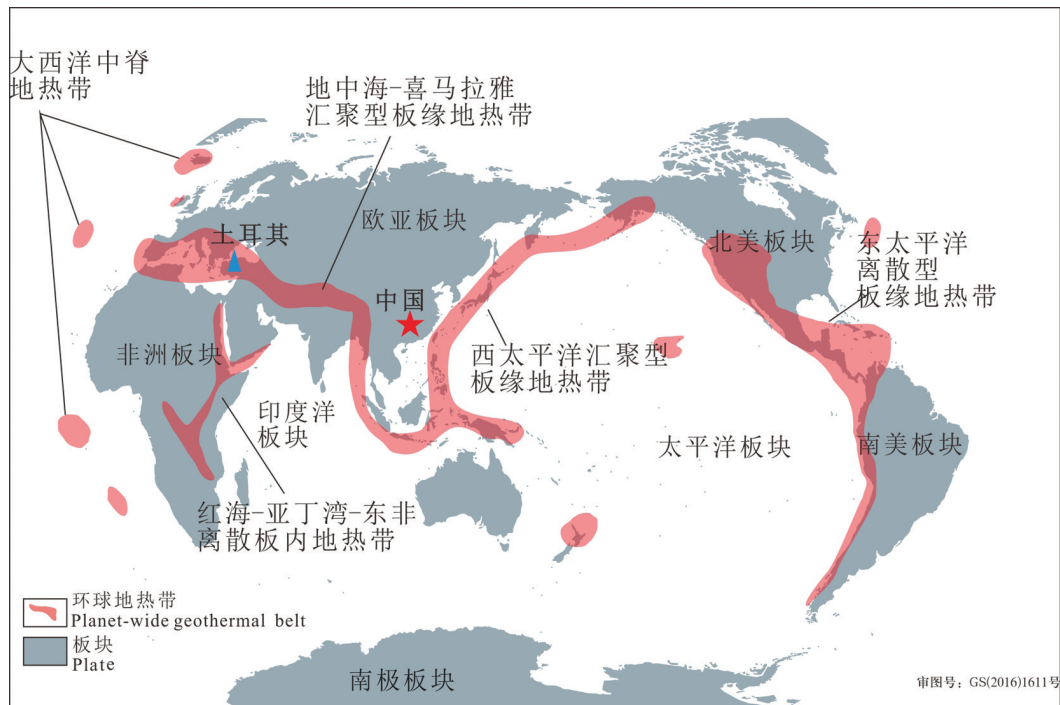 大西洋中脊
地热带
地中海-喜马拉雅
汇聚型板缘地热带
欧亚板块
土耳其
北美板块
东太平洋
离散型
板缘地热带
中国
非洲板块
西太平洋汇聚型
板缘地热带
印度洋
板块
太平洋板块
南美板块
红海-亚丁湾-东非
离散板内地热带
环球地热带
Planet-wide geothermal belt
板块
Plate
南极板块
审图号：GS(2016)1611号